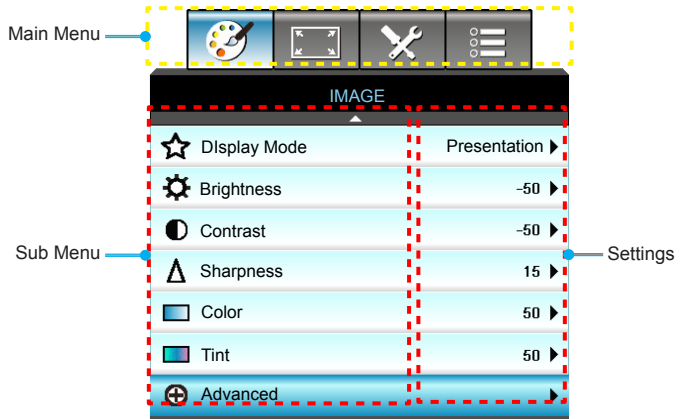 Main Menu
IMAGE
DIsplay Mode Presentation
Brightness -50
Contrast -50
Sub Menu
Settings
Sharpness 15
Color 50
Tint 50
Advanced